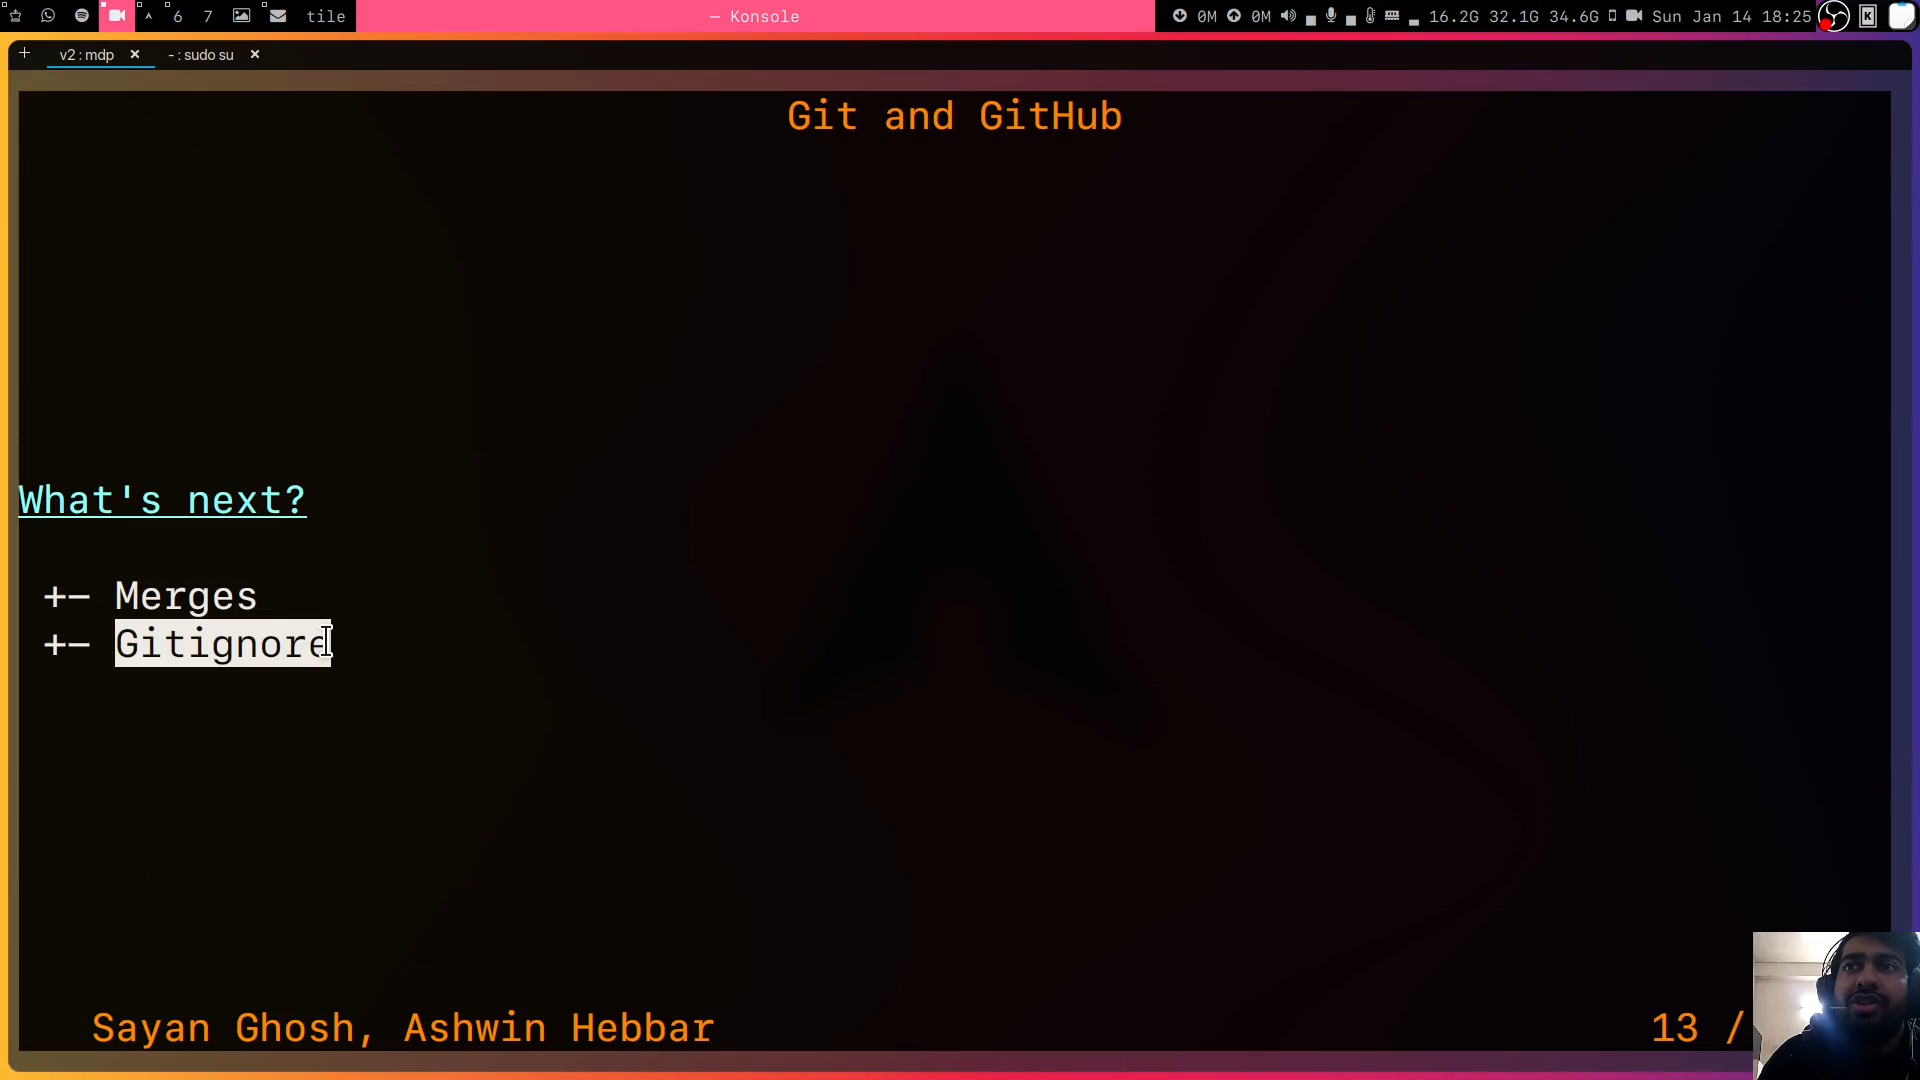 6 7 tile — Konsole 0M 0M 16.2G 32.1G 34.6G Sun Jan 14 18:25 K
+ v2 : mdp × - : sudo su ×
Git and GitHub
What's next?
+- Merges
+- Gitignore
Sayan Ghosh, Ashwin Hebbar 13 /